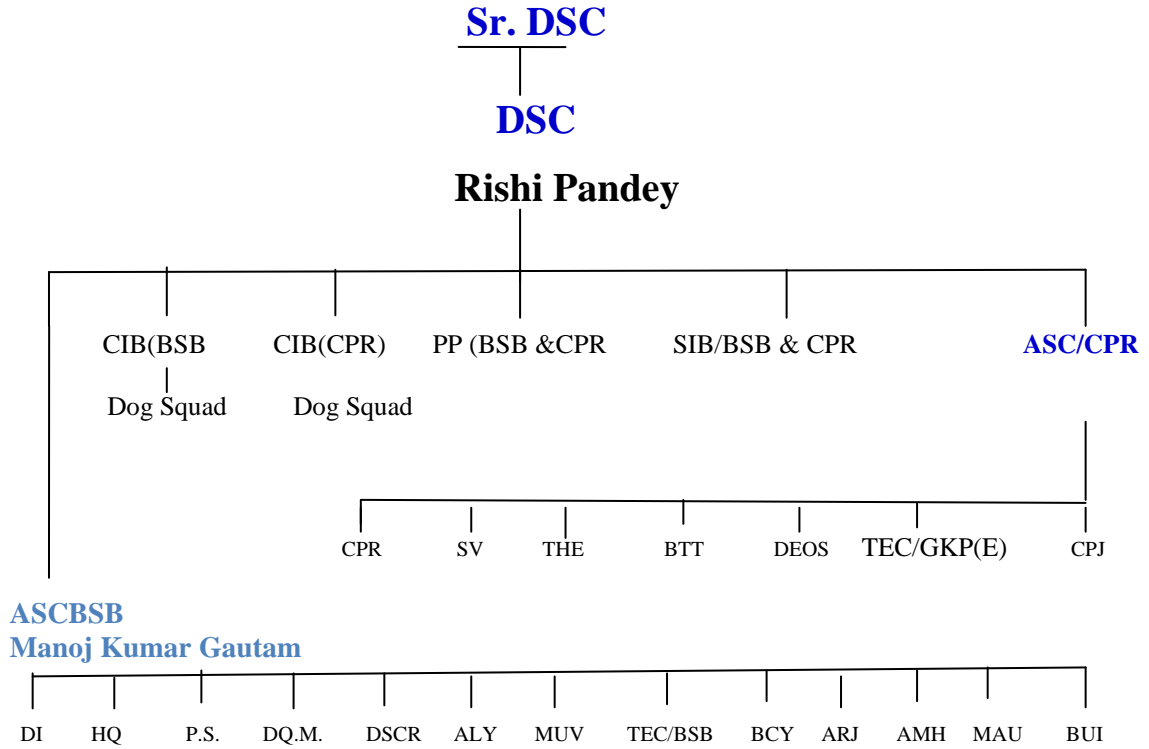 Sr. DSC
DSC
Rishi Pandey
CIB(BSB CIB(CPR) PP (BSB &CPR SIB/BSB & CPR ASC/CPR
Dog Squad Dog Squad
CPR SV THE BTT DEOS TEC/GKP(E) CPJ
ASCBSB
Manoj Kumar Gautam
DI HQ P.S. DQ.M. DSCR ALY MUV TEC/BSB BCY ARJ AMH MAU BUI